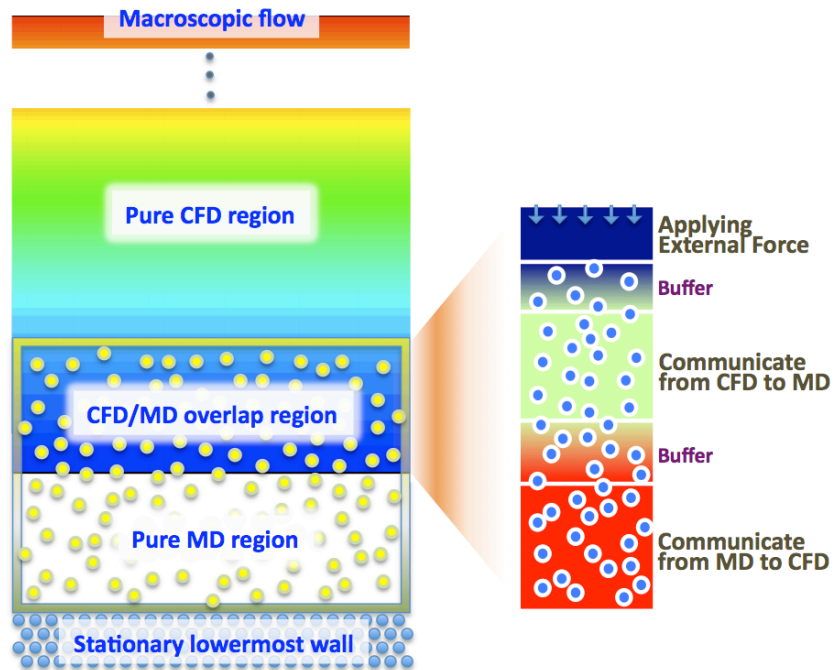 Macroscopic flow
Pure CFD region
CFD/MD overlap region
Pure MD region
Stationary lowermost wall
Applying
External Force
Buffer
Communicate
from CFD to MD
Buffer
Communicate
from MD to CFD